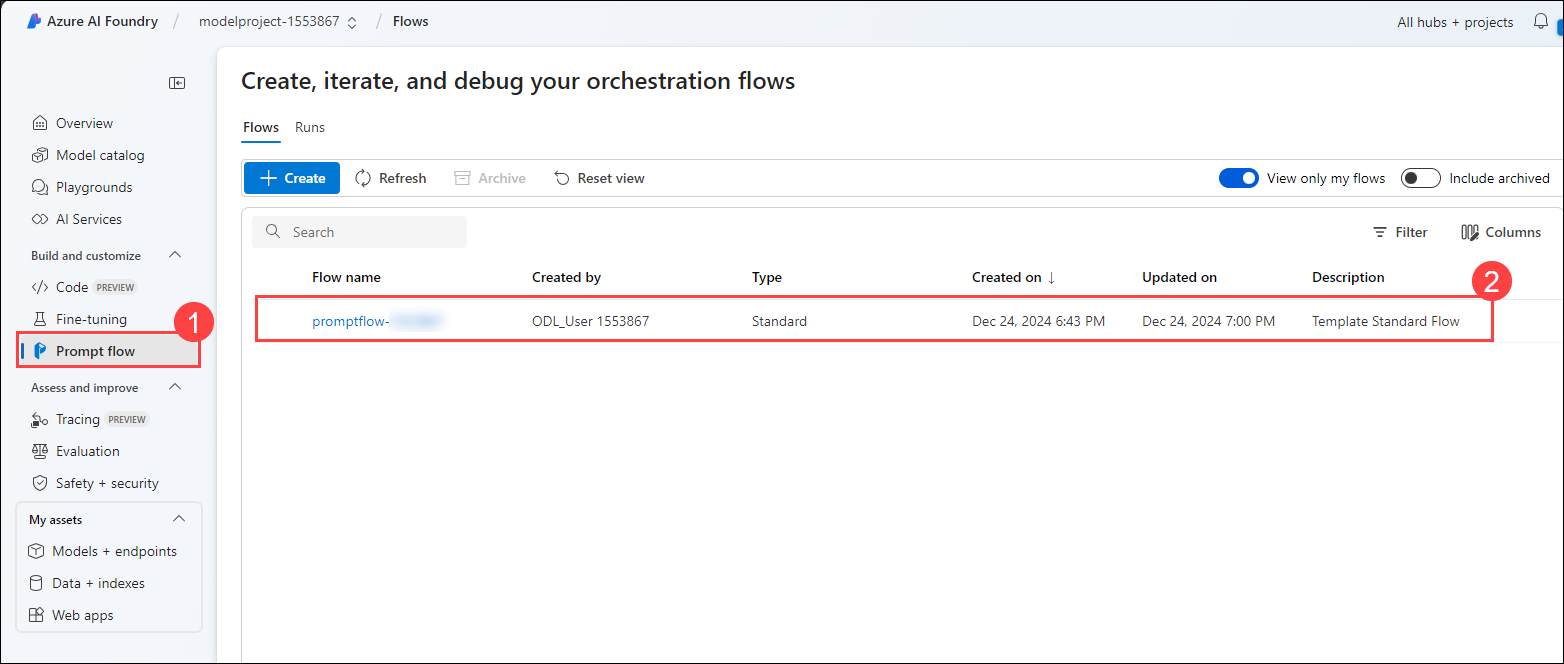 Azure AI Foundry / modelproject-1553867 / Flows All hubs + projects
Create, iterate, and debug your orchestration flows
Flows Runs
Create Refresh Archive Reset view View only my flows Include archived
Search Filter Columns
Flow name Created by Type Created on ↓ Updated on Description
promptflow- ODL_User 1553867 Standard Dec 24, 2024 6:43 PM Dec 24, 2024 7:00 PM Template Standard Flow
2
Overview
Model catalog
Playgrounds
AI Services
Build and customize
Code PREVIEW
Fine-tuning
1
Prompt flow
Assess and improve
Tracing PREVIEW
Evaluation
Safety + security
My assets
Models + endpoints
Data + indexes
Web apps